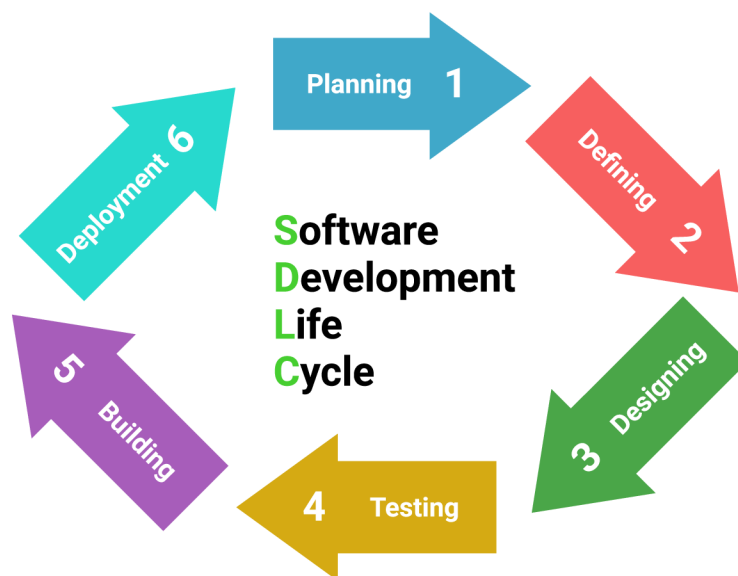 Planning 1
Defining 2
Designing 3
Testing 4
Building 5
Deployment 6
Software
Development
Life
Cycle